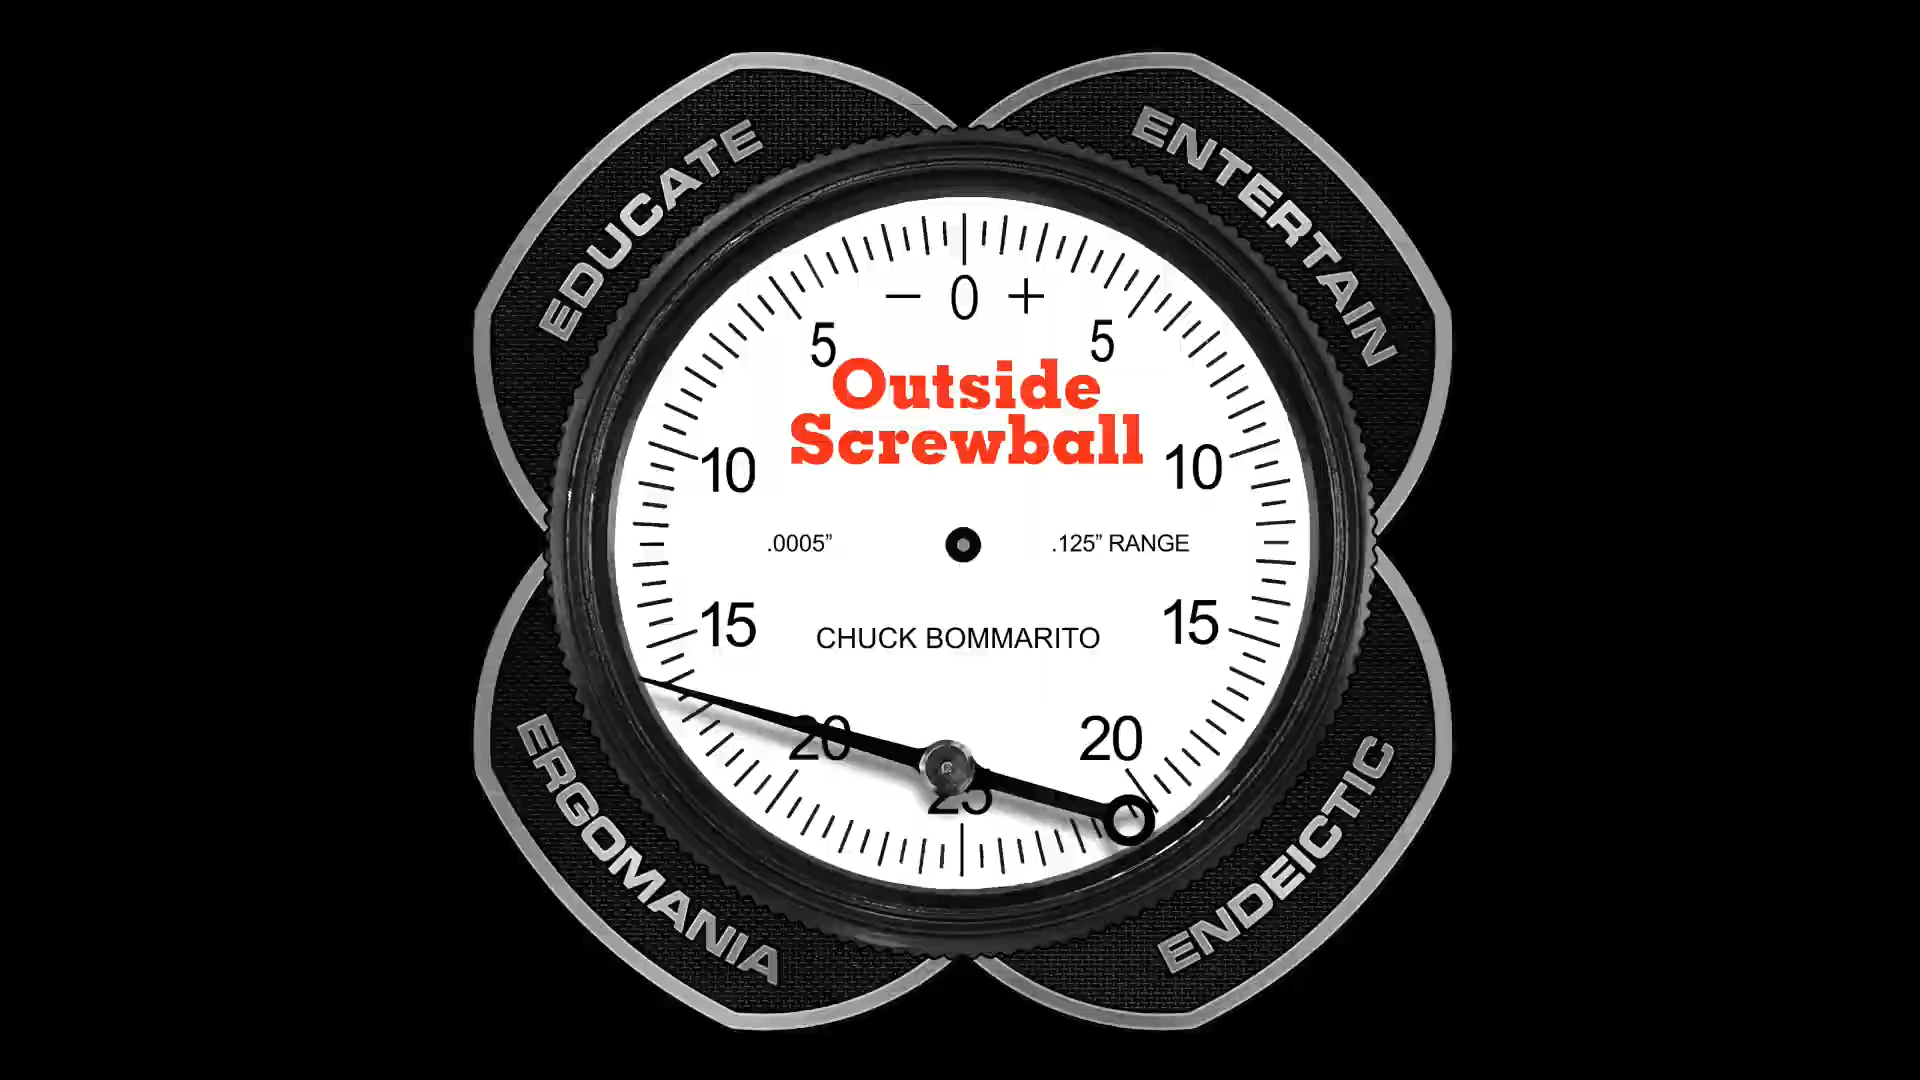 EDUCATE
ENTERTAIN
– 0 +
5 5
Outside
Screwball
10 10
.0005” .125” RANGE
15 15
CHUCK BOMMARITO
20 20
25
ERGOMANIA
ENDEICTIC